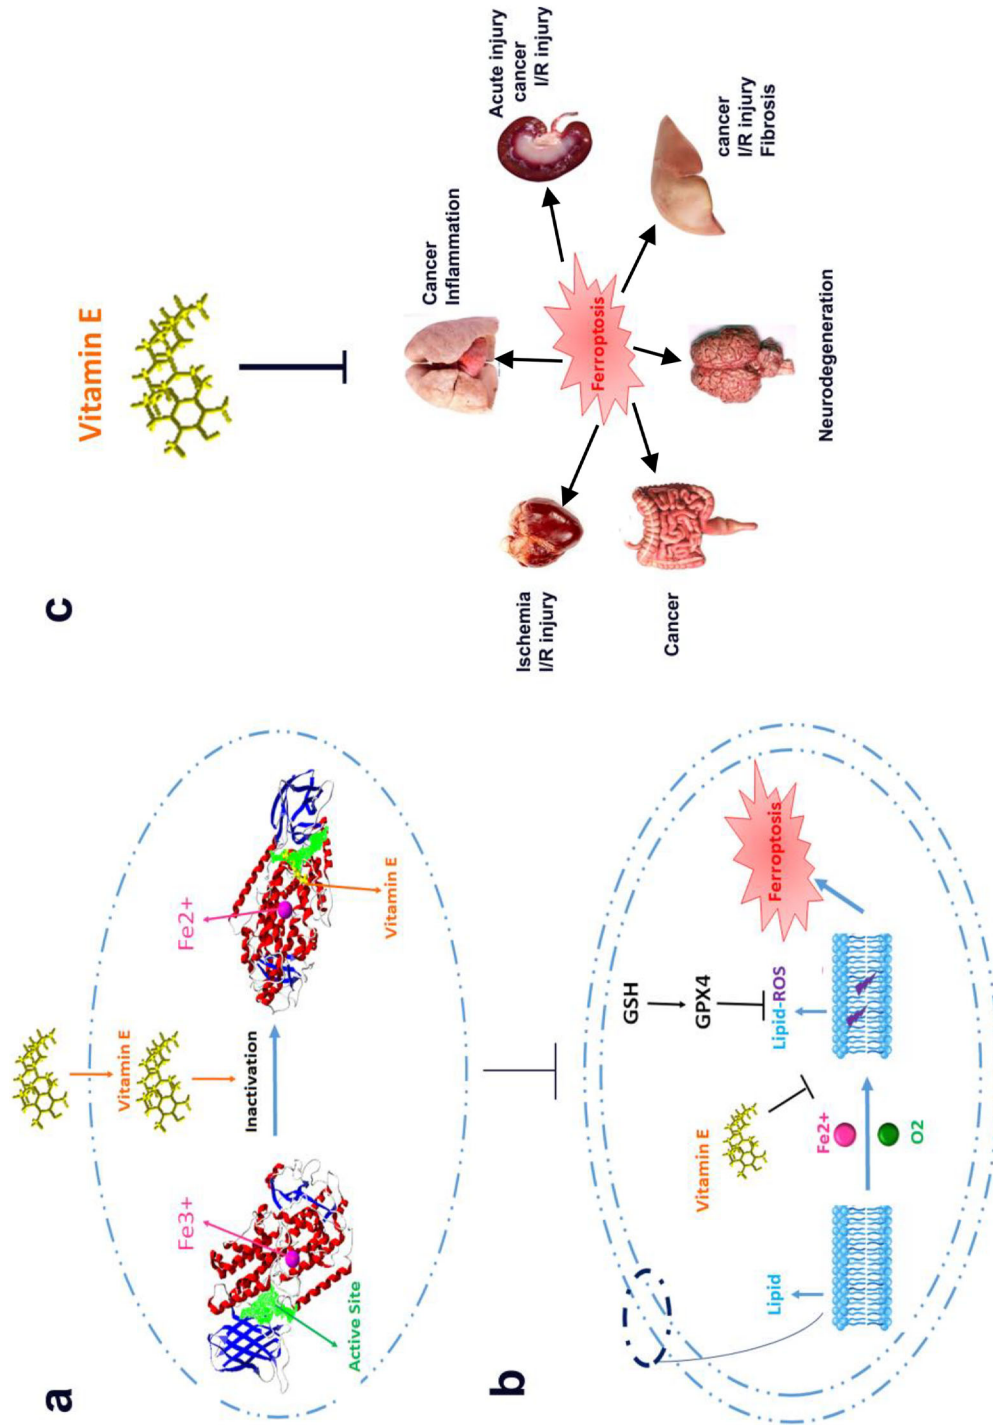 a
Vitamin E
Fe3+
Inactivation
Fe2+
Active Site
Vitamin E
b
Vitamin E
GSH
GPX4
Lipid
Fe2+
O2
Lipid-ROS
Ferroptosis
c
Vitamin E
Cancer
Inflammation
Acute injury
cancer
I/R injury
Ischemia
I/R injury
Ferroptosis
cancer
I/R injury
Fibrosis
Cancer
Neurodegeneration